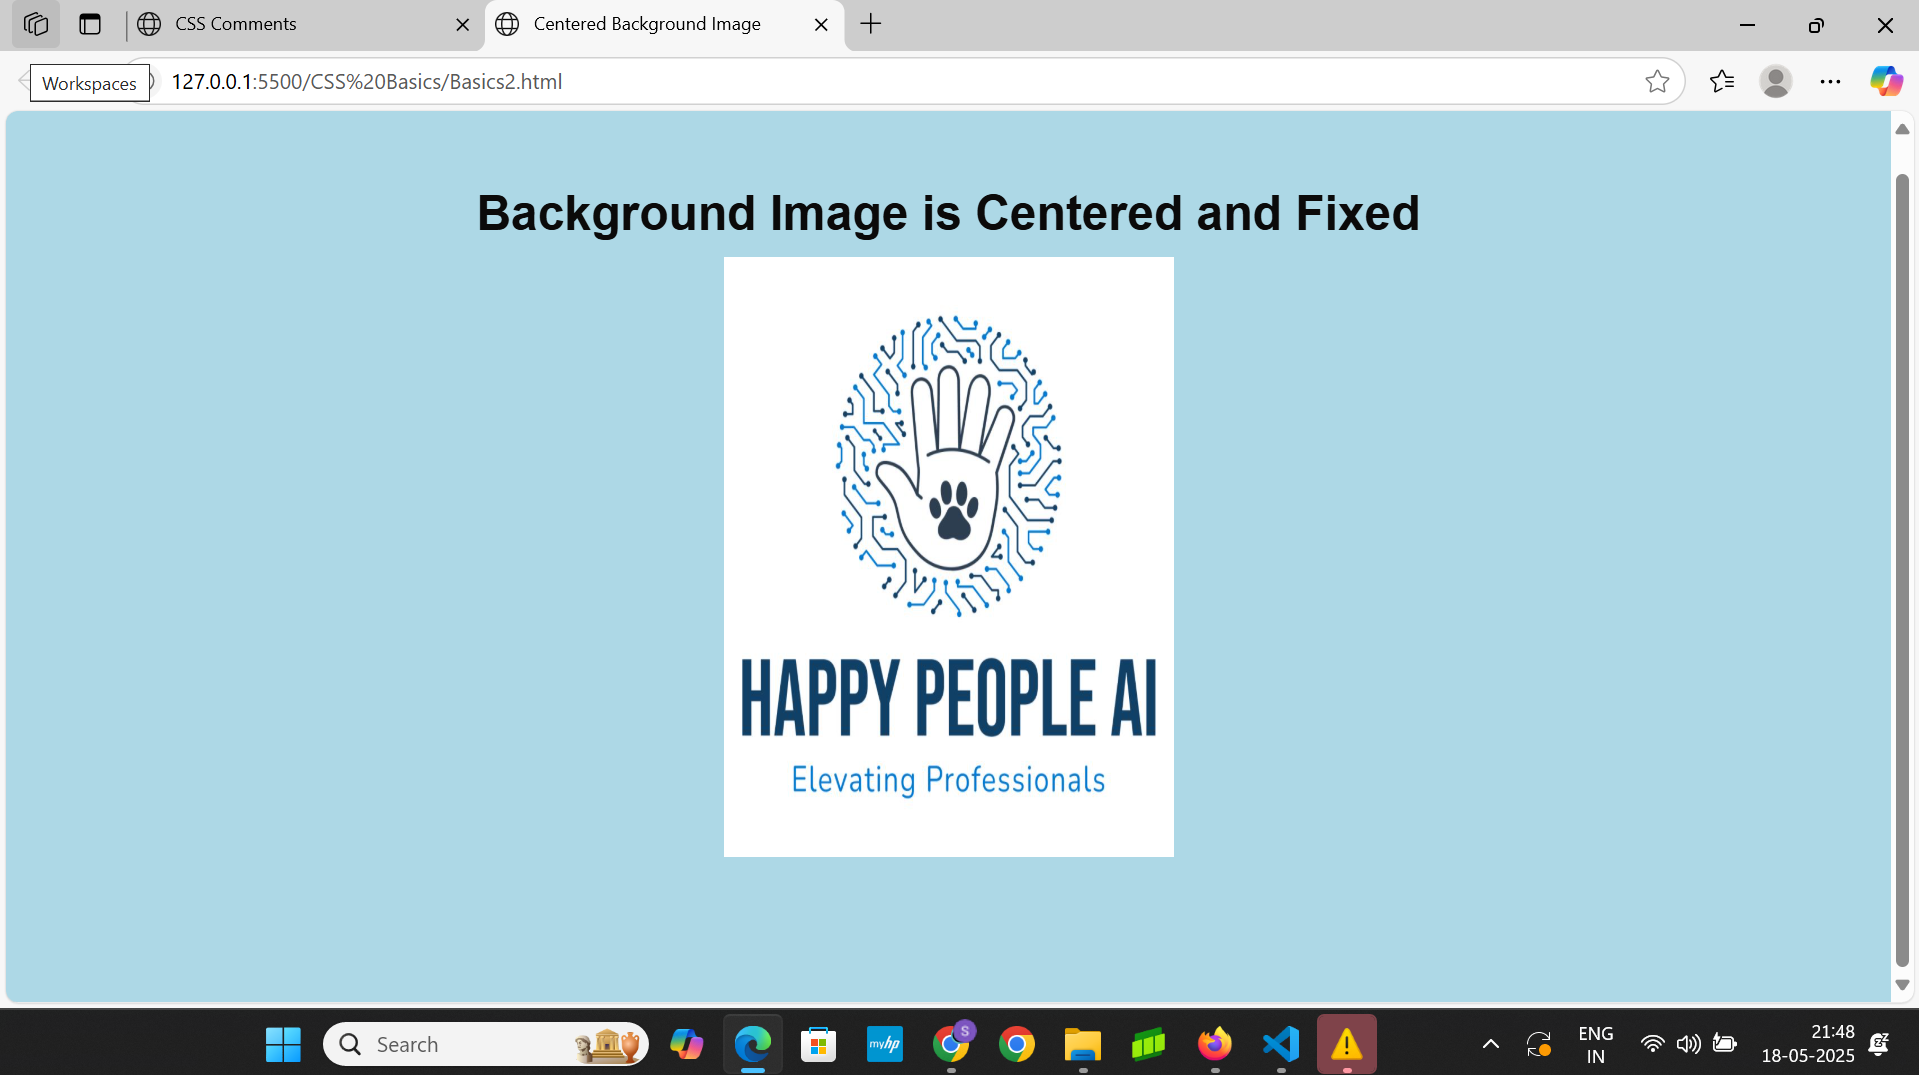 CSS Comments
Centered Background Image
Workspaces
127.0.0.1:5500/CSS%20Basics/Basics2.html
Background Image is Centered and Fixed
HAPPY PEOPLE AI
Elevating Professionals
Search
myhp
S
ENG
IN
21:48
18-05-2025